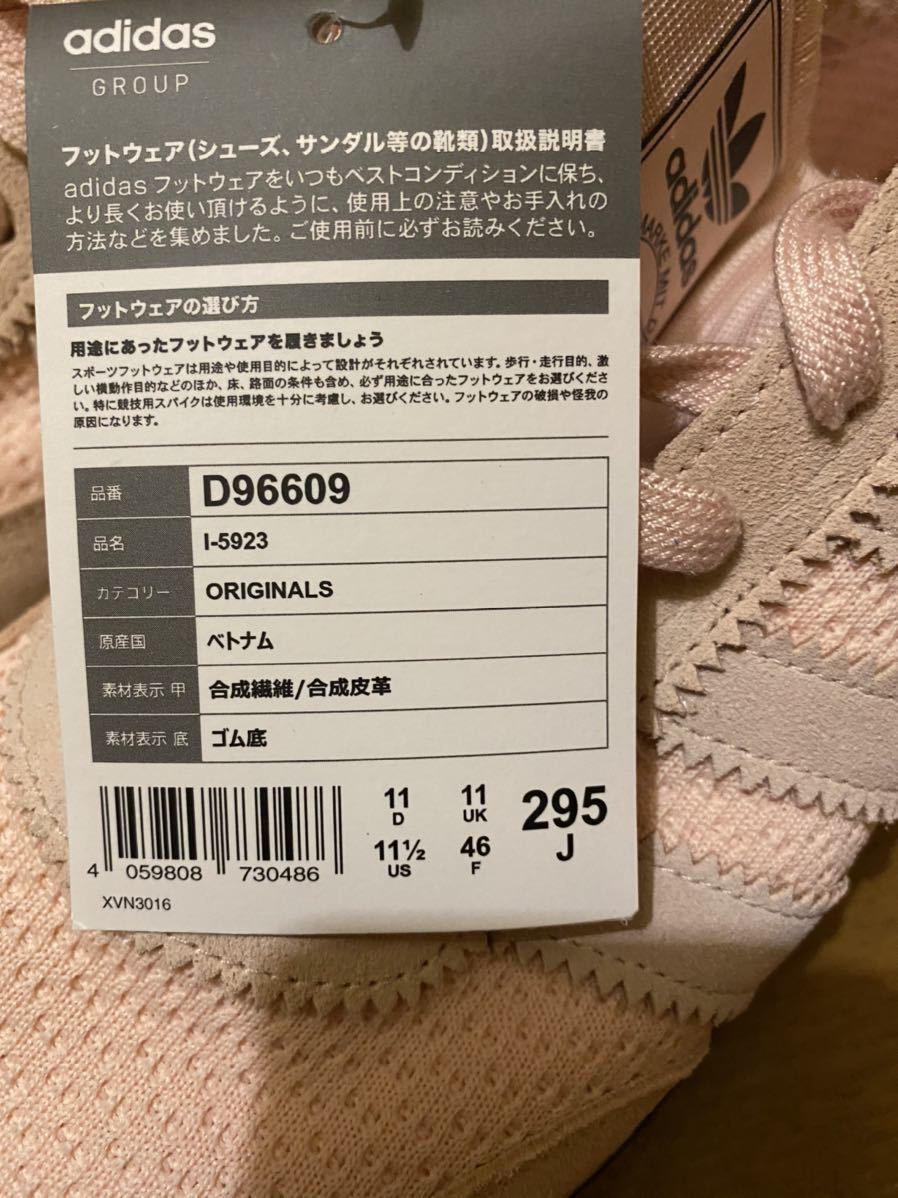 adidas
GROUP
フットウェア(シューズ、サンダル等の靴類)取扱説明書
adidas フットウェアをいつもベストコンディションに保ち、
より長くお使い頂けるように、使用上の注意やお手入れの
方法などを集めました。ご使用前に必ずお読みください。
フットウェアの選び方
用途にあったフットウェアを履きましょう
スポーツフットウェアは用途や使用目的によって設計がそれぞれされています。歩行・走行目的、激
しい横動作目的などのほか、床、路面の条件も含め、必ず用途に合ったフットウェアをお選びくださ
い。特に競技用スパイクは使用環境を十分に考慮し、お選びください。フットウェアの破損や怪我の
原因になります。
品番 D96609
品名 I-5923
カテゴリー ORIGINALS
原産国 ベトナム
素材表示 甲 合成繊維/合成皮革
素材表示 底 ゴム底
11 D
11 UK
295 J
11½ US
46 F
4 059808 730486
XVN3016
adidas